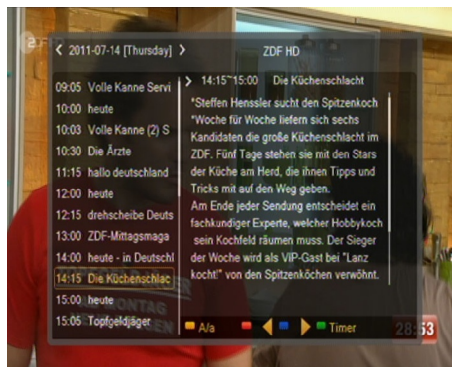 < 2011-07-14 [Thursday] >
ZDF HD
09:05 Volle Kanne Servi
10:00 heute
10:03 Volle Kanne (2) S
10:30 Die Ärzte
11:15 hallo deutschland
12:00 heute
12:15 drehscheibe Deuts
13:00 ZDF-Mittagsmaga
14:00 heute - in Deutschl
14:15 Die Küchenschlac
15:00 heute
15:05 Topfgeldjäger
14:15~15:00 Die Küchenschlacht
"Steffen Henssler sucht den Spitzenkoch
"Woche für Woche liefern sich sechs
Kandidaten die große Küchenschlacht im
ZDF. Fünf Tage stehen sie mit den Stars
der Küche am Herd, die ihnen Tipps und
Tricks mit auf den Weg geben.
Am Ende jeder Sendung entscheidet ein
fachkundiger Experte, welcher Hobbykoch
sein Kochfeld räumen muss. Der Sieger
der Woche wird als VIP-Gast bei "Lanz
kocht!" von den Spitzenköchen verwöhnt.
A/a
Timer
28:53